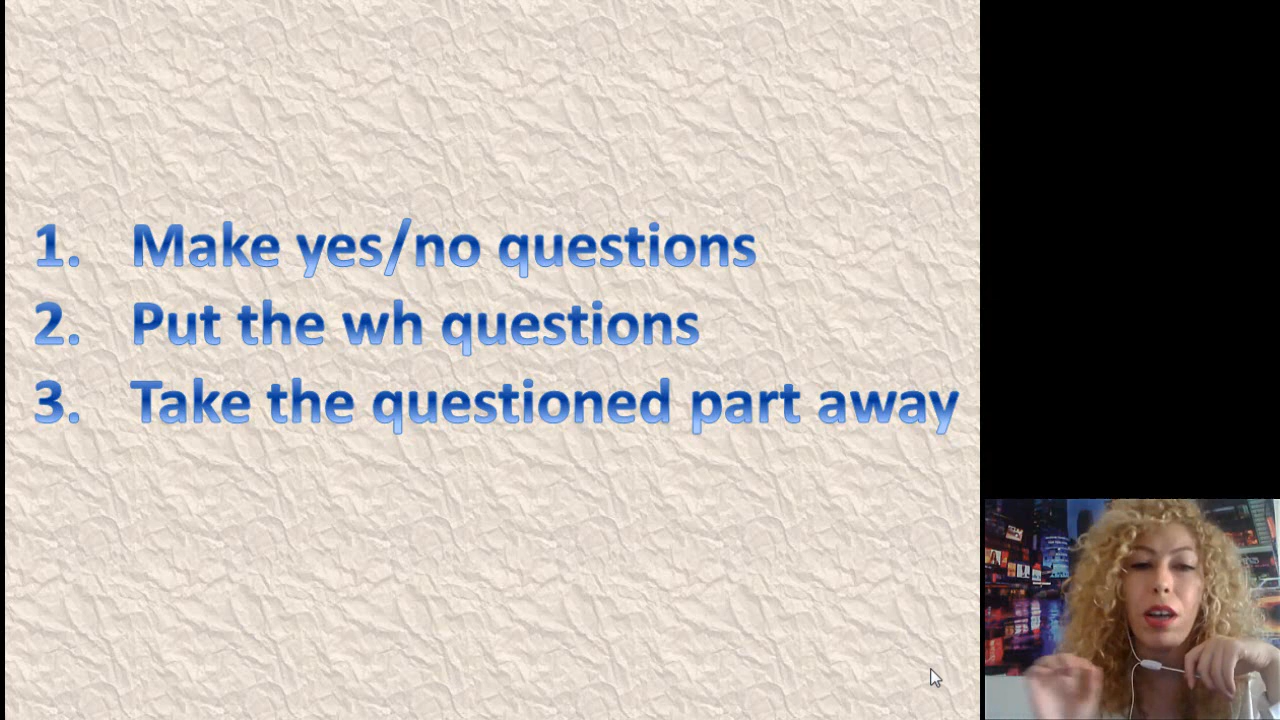 1. Make yes/no questions
2. Put the wh questions
3. Take the questioned part away